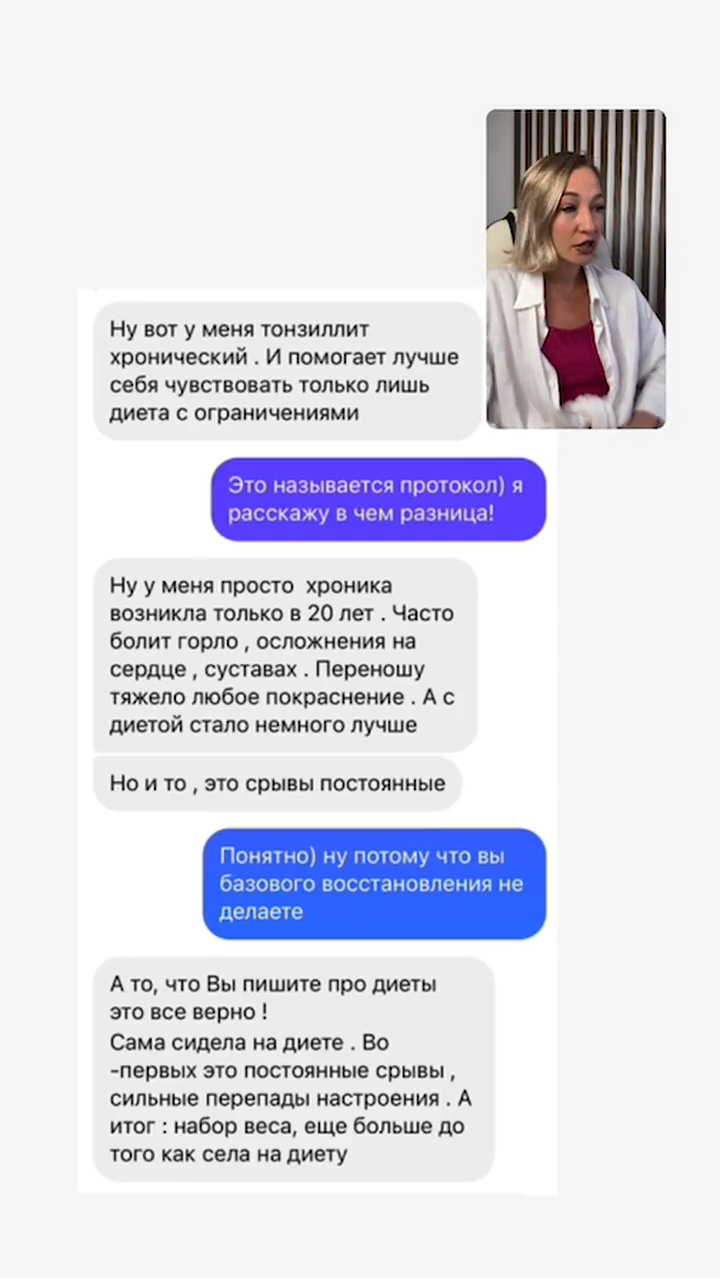 Ну вот у меня тонзиллит
хронический . И помогает лучше
себя чувствовать только лишь
диета с ограничениями
Это называется протокол) я
расскажу в чем разница!
Ну у меня просто  хроника
возникла только в 20 лет . Часто
болит горло , осложнения на
сердце , суставах . Переношу
тяжело любое покраснение . А с
диетой стало немного лучше
Но и то , это срывы постоянные
Понятно) ну потому что вы
базового восстановления не
делаете
А то, что Вы пишите про диеты
это все верно !
Сама сидела на диете . Во
-первых это постоянные срывы ,
сильные перепады настроения . А
итог : набор веса, еще больше до
того как села на диету